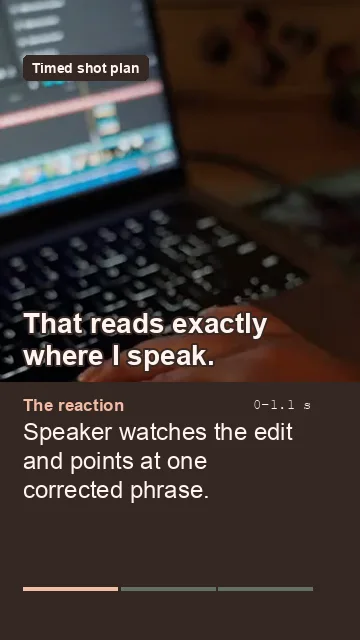 Timed shot plan
That reads exactly
where I speak.
The reaction
0–1.1 s
Speaker watches the edit
and points at one
corrected phrase.